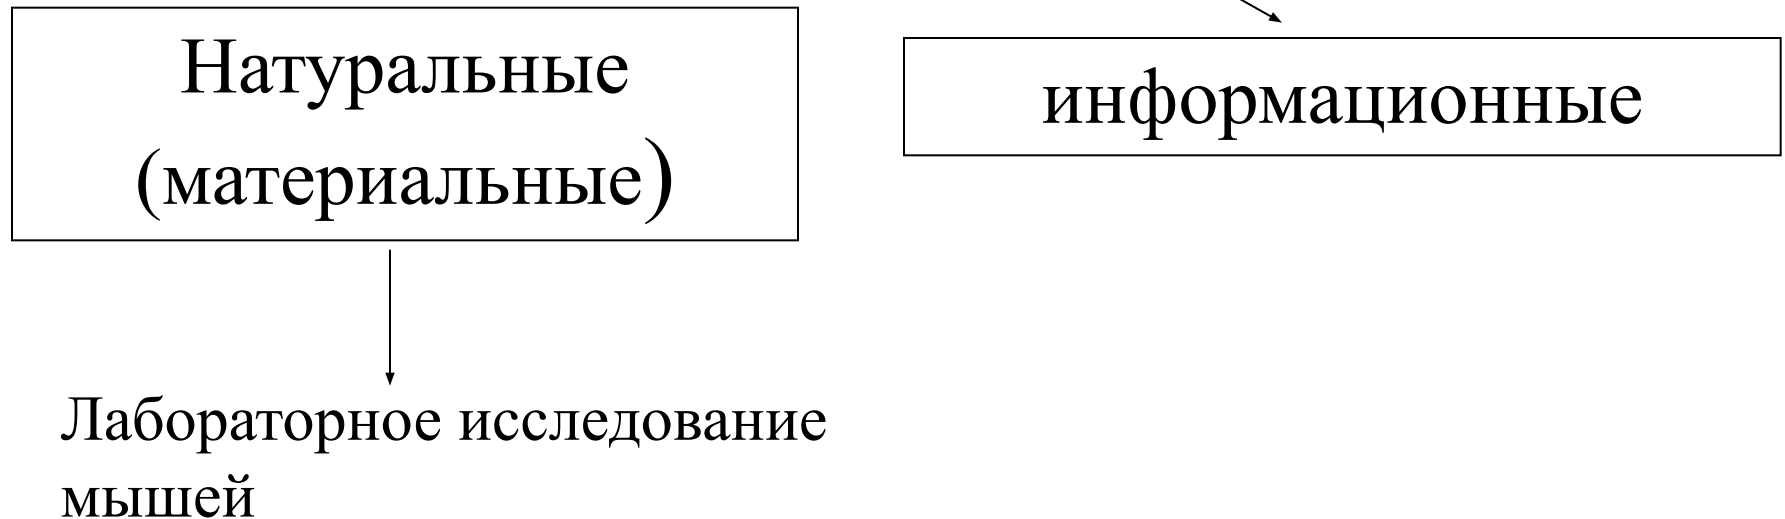 Натуральные
(материальные)
информационные
Лабораторное исследование
мышей